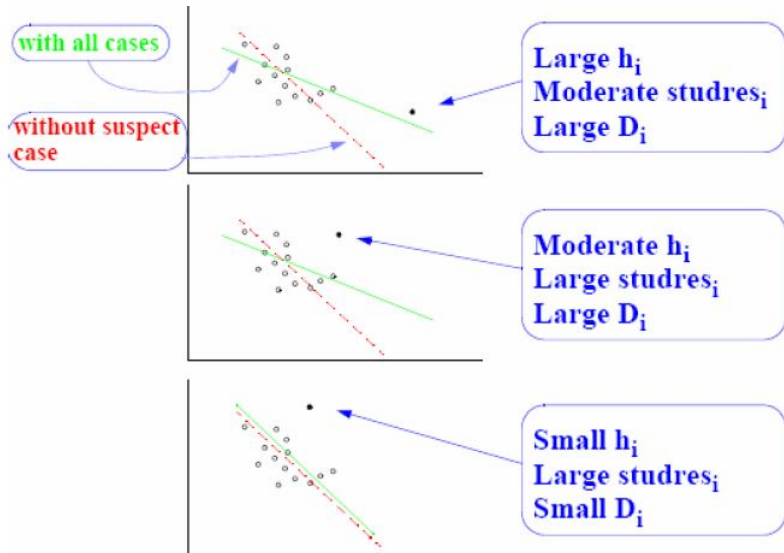 with all cases
without suspect
case
Large hi
Moderate studresi
Large Di
Moderate hi
Large studresi
Large Di
Small hi
Large studresi
Small Di